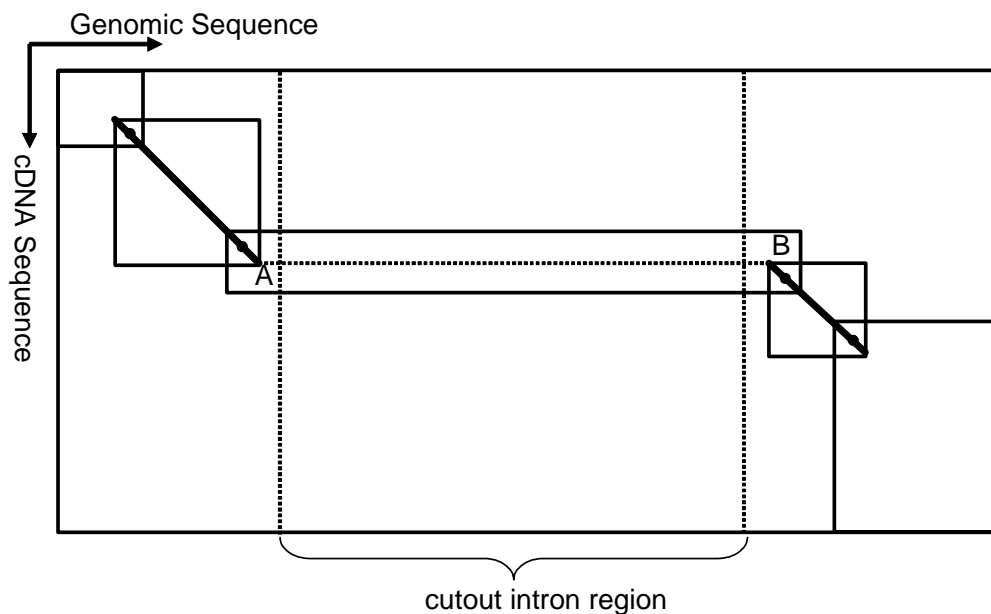 Genomic Sequence
cDNA Sequence
A
B
cutout intron region